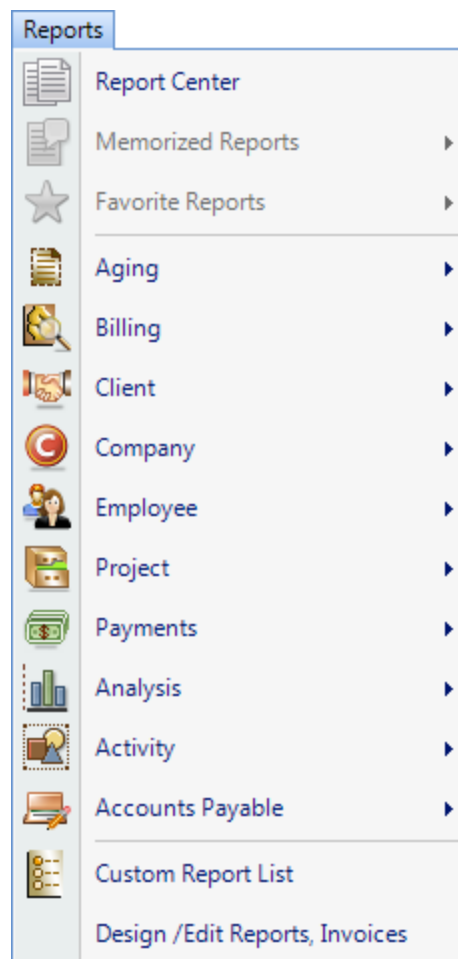 Reports
Report Center
Memorized Reports
Favorite Reports
Aging
Billing
Client
Company
Employee
Project
Payments
Analysis
Activity
Accounts Payable
Custom Report List
Design /Edit Reports, Invoices